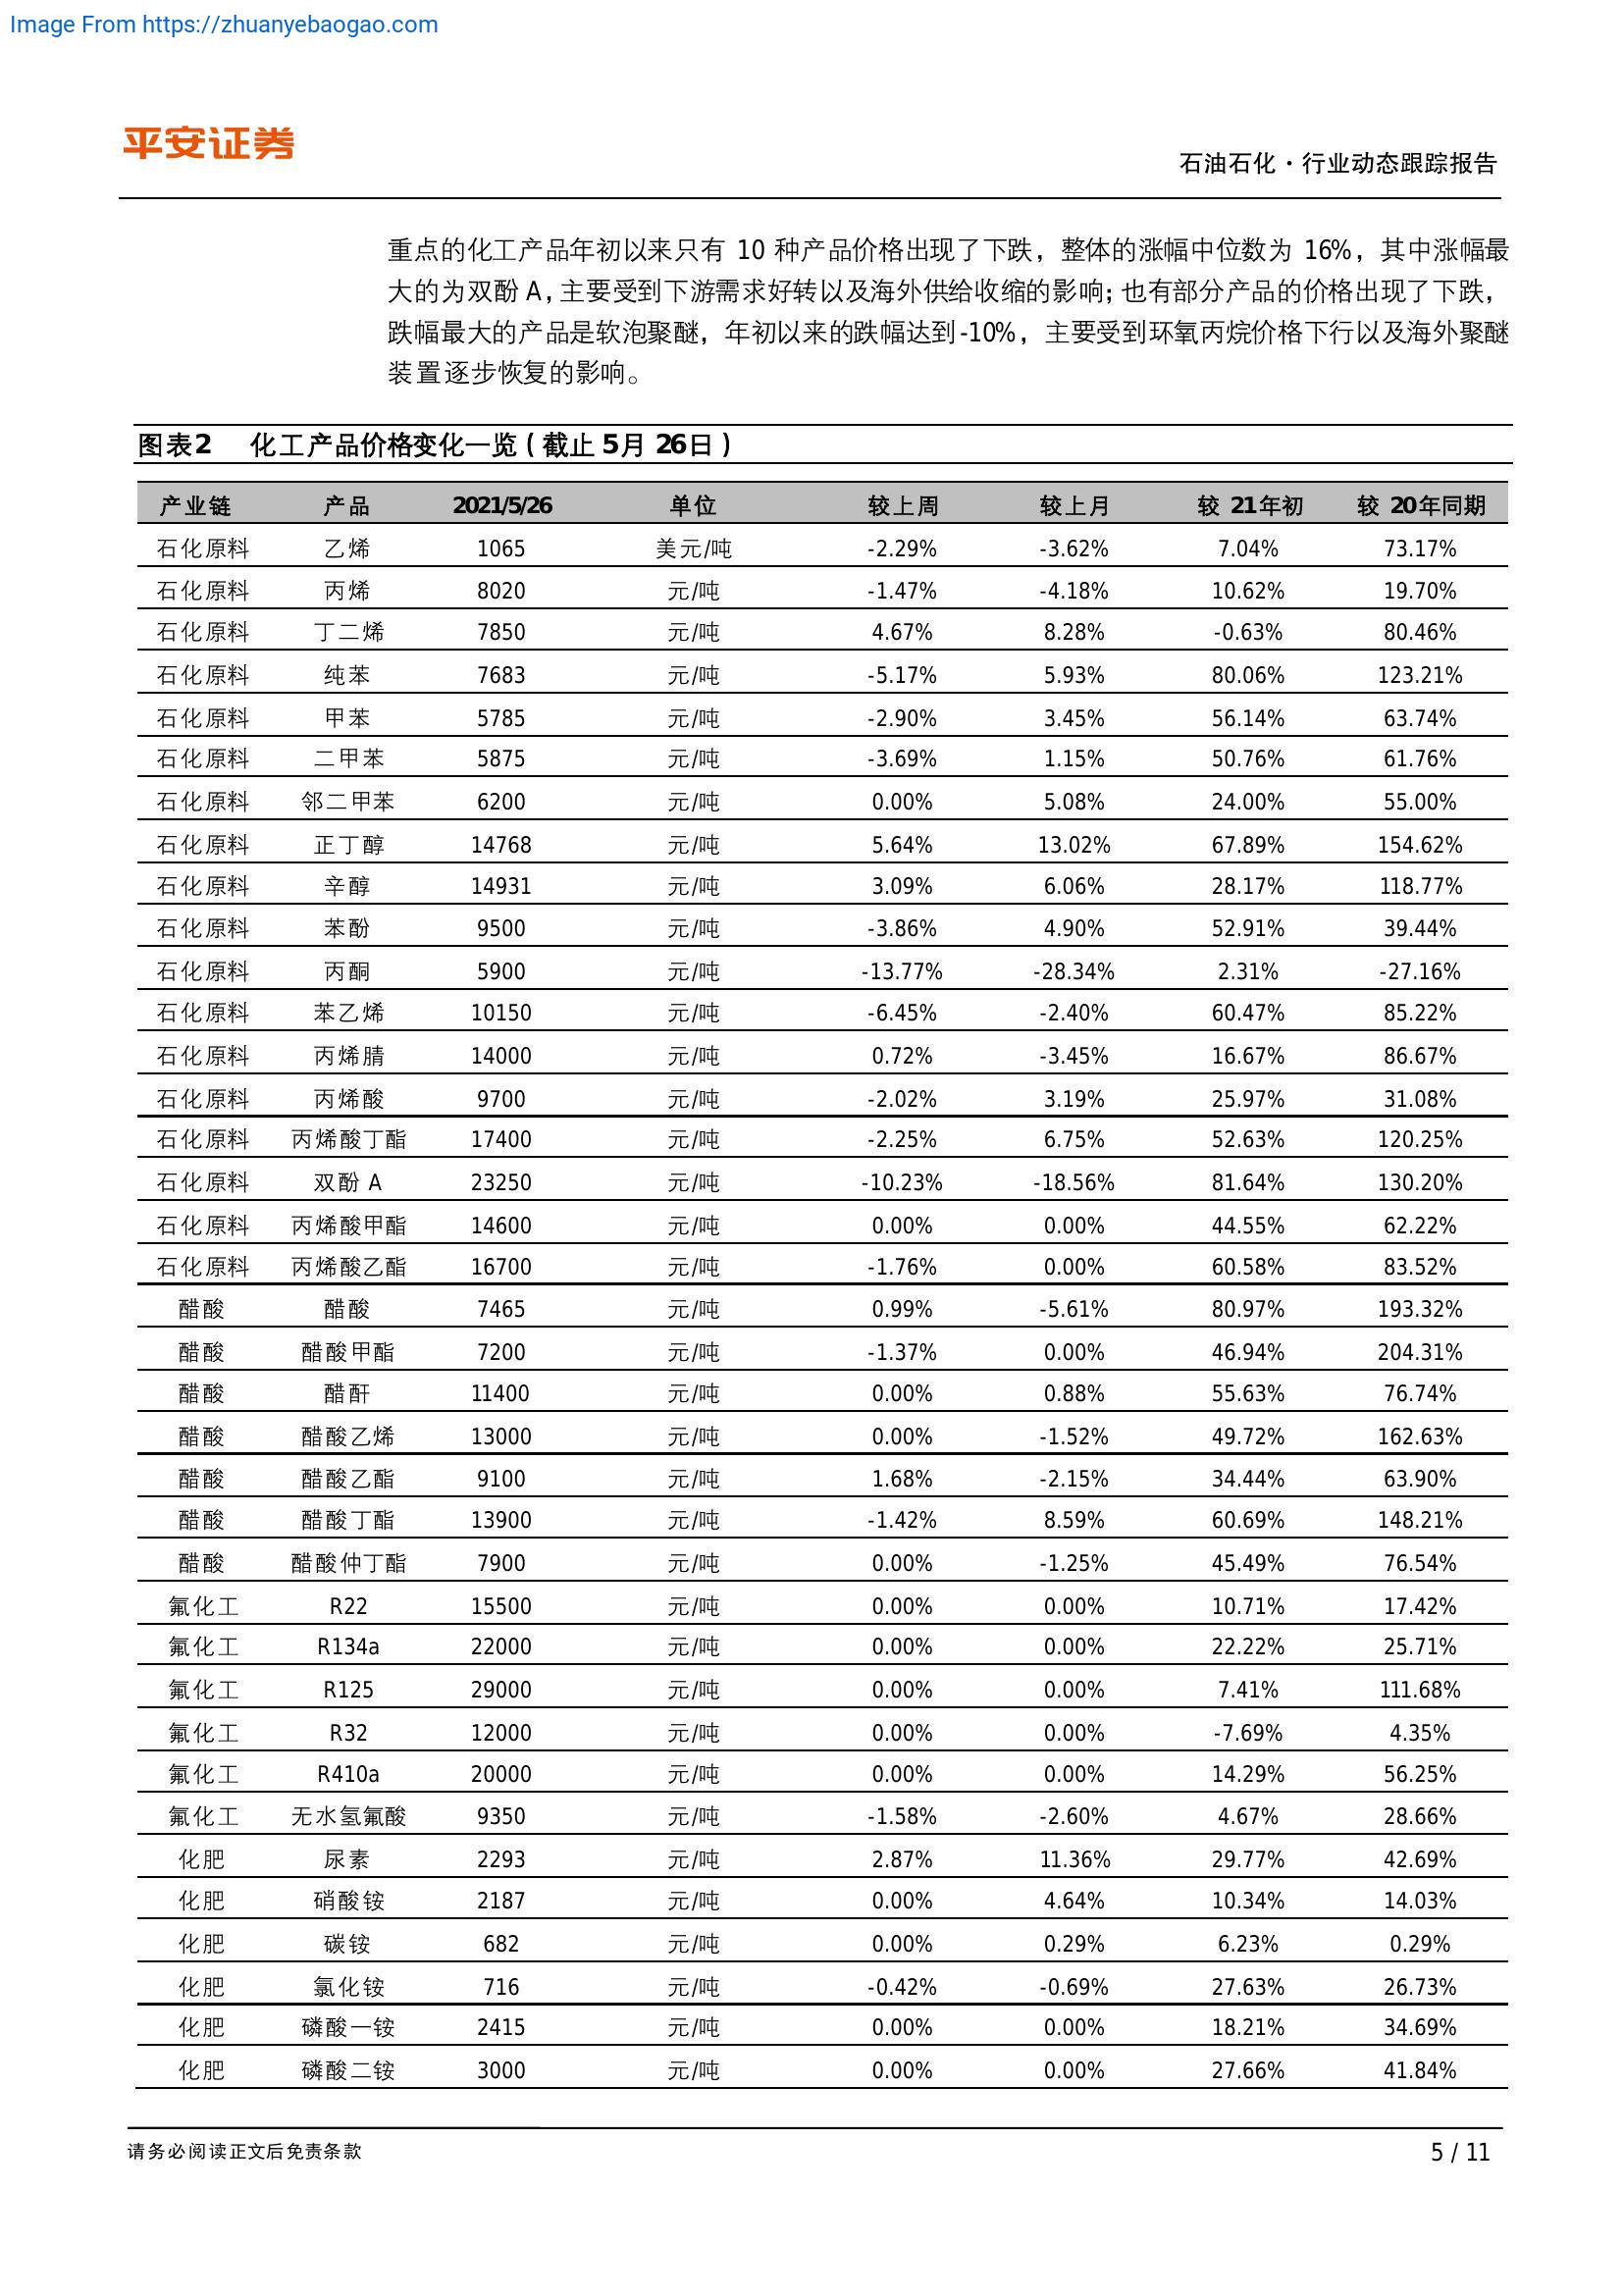 Image From https://zhuanyebaogao.com
平安证券
石油石化·行业动态跟踪报告
重点的化工产品年初以来只有 10 种产品价格出现了下跌，整体的涨幅中位数为 16%，其中涨幅最
大的为双酚 A，主要受到下游需求好转以及海外供给收缩的影响；也有部分产品的价格出现了下跌，
跌幅最大的产品是软泡聚醚，年初以来的跌幅达到-10%，主要受到环氧丙烷价格下行以及海外聚醚
装置逐步恢复的影响。
图表2 化工产品价格变化一览（截止 5月 26日）
产业链 产品 2021/5/26 单位 较上周 较上月 较 21年初 较 20年同期
石化原料 乙烯 1065 美元/吨 -2.29% -3.62% 7.04% 73.17%
石化原料 丙烯 8020 元/吨 -1.47% -4.18% 10.62% 19.70%
石化原料 丁二烯 7850 元/吨 4.67% 8.28% -0.63% 80.46%
石化原料 纯苯 7683 元/吨 -5.17% 5.93% 80.06% 123.21%
石化原料 甲苯 5785 元/吨 -2.90% 3.45% 56.14% 63.74%
石化原料 二甲苯 5875 元/吨 -3.69% 1.15% 50.76% 61.76%
石化原料 邻二甲苯 6200 元/吨 0.00% 5.08% 24.00% 55.00%
石化原料 正丁醇 14768 元/吨 5.64% 13.02% 67.89% 154.62%
石化原料 辛醇 14931 元/吨 3.09% 6.06% 28.17% 118.77%
石化原料 苯酚 9500 元/吨 -3.86% 4.90% 52.91% 39.44%
石化原料 丙酮 5900 元/吨 -13.77% -28.34% 2.31% -27.16%
石化原料 苯乙烯 10150 元/吨 -6.45% -2.40% 60.47% 85.22%
石化原料 丙烯腈 14000 元/吨 0.72% -3.45% 16.67% 86.67%
石化原料 丙烯酸 9700 元/吨 -2.02% 3.19% 25.97% 31.08%
石化原料 丙烯酸丁酯 17400 元/吨 -2.25% 6.75% 52.63% 120.25%
石化原料 双酚 A 23250 元/吨 -10.23% -18.56% 81.64% 130.20%
石化原料 丙烯酸甲酯 14600 元/吨 0.00% 0.00% 44.55% 62.22%
石化原料 丙烯酸乙酯 16700 元/吨 -1.76% 0.00% 60.58% 83.52%
醋酸 醋酸 7465 元/吨 0.99% -5.61% 80.97% 193.32%
醋酸 醋酸甲酯 7200 元/吨 -1.37% 0.00% 46.94% 204.31%
醋酸 醋酐 11400 元/吨 0.00% 0.88% 55.63% 76.74%
醋酸 醋酸乙烯 13000 元/吨 0.00% -1.52% 49.72% 162.63%
醋酸 醋酸乙酯 9100 元/吨 1.68% -2.15% 34.44% 63.90%
醋酸 醋酸丁酯 13900 元/吨 -1.42% 8.59% 60.69% 148.21%
醋酸 醋酸仲丁酯 7900 元/吨 0.00% -1.25% 45.49% 76.54%
氟化工 R22 15500 元/吨 0.00% 0.00% 10.71% 17.42%
氟化工 R134a 22000 元/吨 0.00% 0.00% 22.22% 25.71%
氟化工 R125 29000 元/吨 0.00% 0.00% 7.41% 111.68%
氟化工 R32 12000 元/吨 0.00% 0.00% -7.69% 4.35%
氟化工 R410a 20000 元/吨 0.00% 0.00% 14.29% 56.25%
氟化工 无水氢氟酸 9350 元/吨 -1.58% -2.60% 4.67% 28.66%
化肥 尿素 2293 元/吨 2.87% 11.36% 29.77% 42.69%
化肥 硝酸铵 2187 元/吨 0.00% 4.64% 10.34% 14.03%
化肥 碳铵 682 元/吨 0.00% 0.29% 6.23% 0.29%
化肥 氯化铵 716 元/吨 -0.42% -0.69% 27.63% 26.73%
化肥 磷酸一铵 2415 元/吨 0.00% 0.00% 18.21% 34.69%
化肥 磷酸二铵 3000 元/吨 0.00% 0.00% 27.66% 41.84%
请务必阅读正文后免责条款
5 / 11